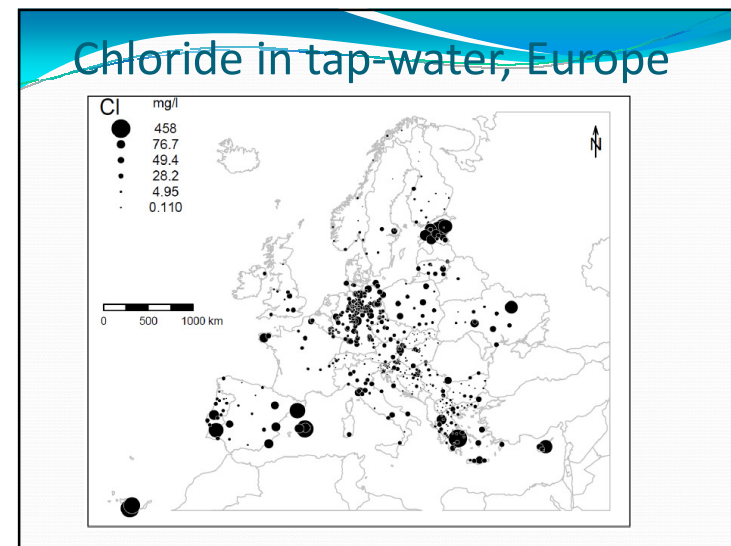 Chloride in tap-water, Europe
Cl mg/l
458
76.7
49.4
28.2
4.95
0.110
N
0 500 1000 km